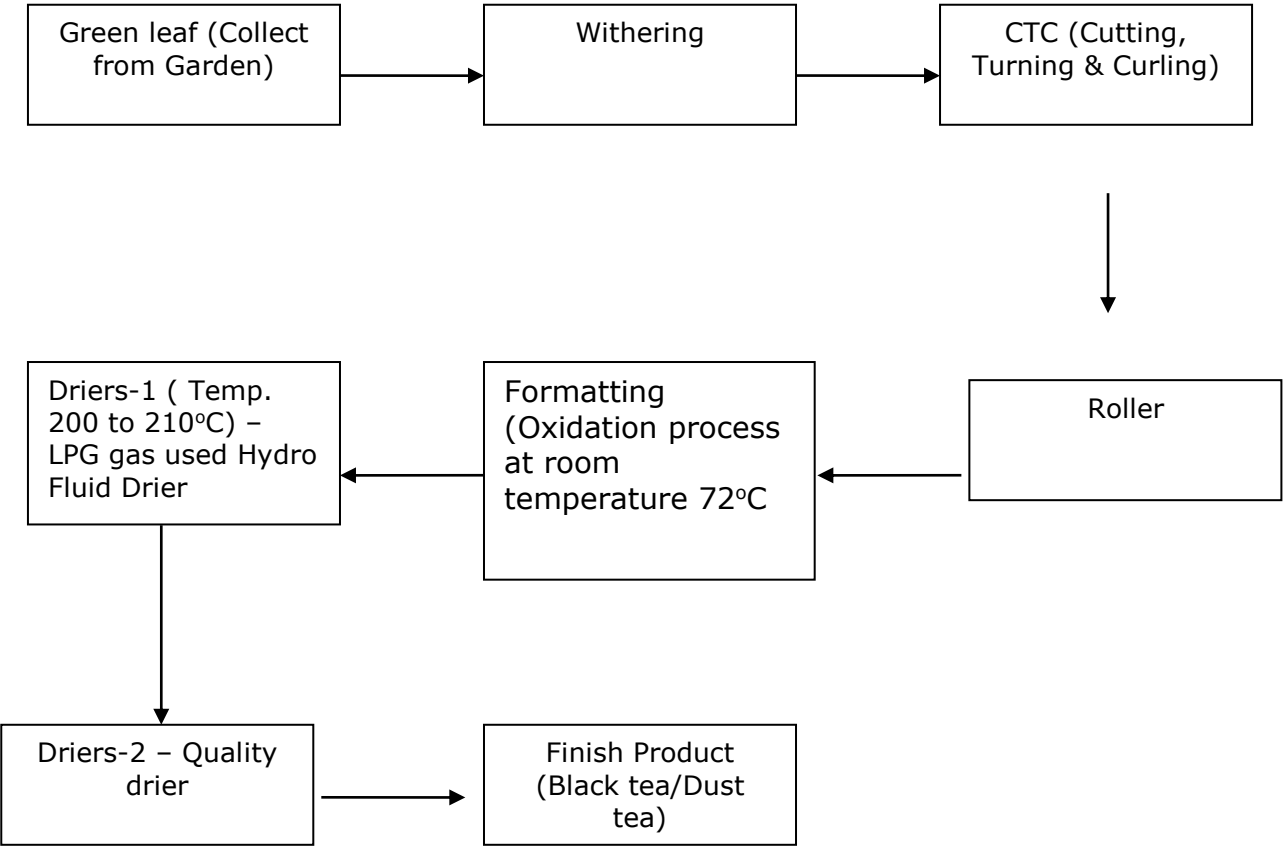 Green leaf (Collect
from Garden)
Withering
CTC (Cutting,
Turning & Curling)
Roller
Formatting
(Oxidation process
at room
temperature 72°C
Driers-1 ( Temp.
200 to 210°C) –
LPG gas used Hydro
Fluid Drier
Driers-2 – Quality
drier
Finish Product
(Black tea/Dust
tea)